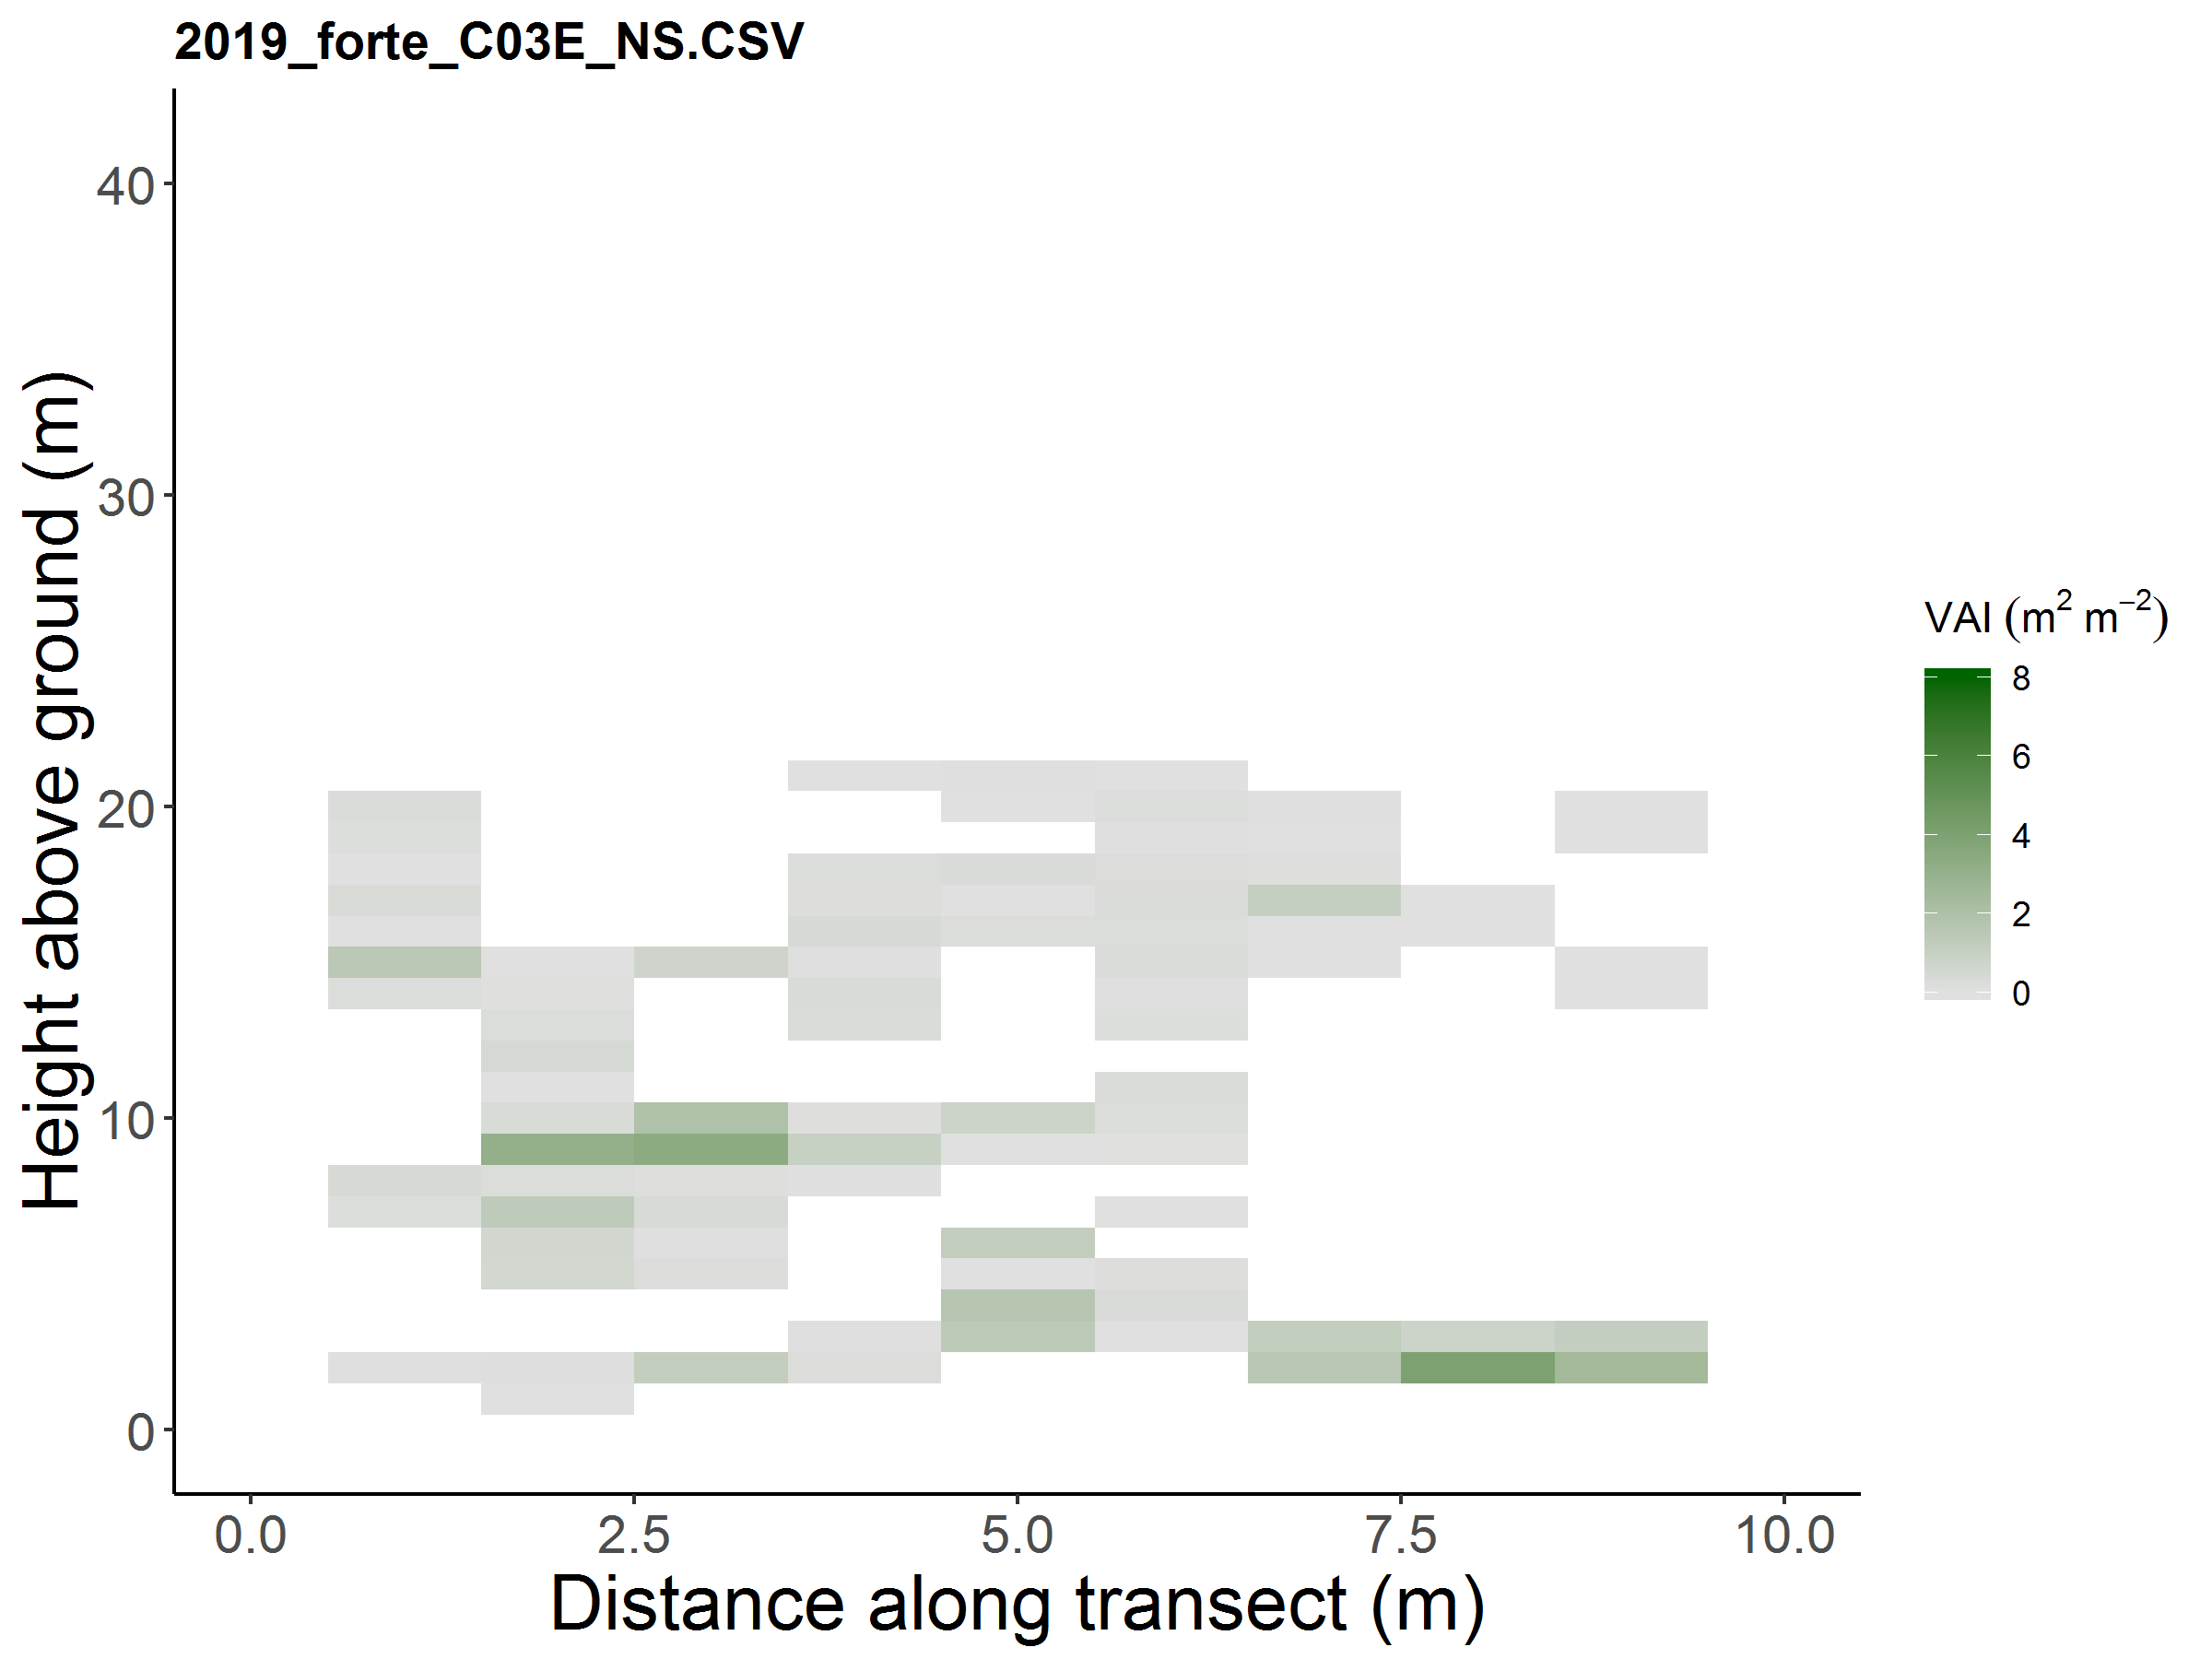 2019_forte_C03E_NS.CSV
Height above ground (m)
40
30
20
10
0
0.0 2.5 5.0 7.5 10.0
Distance along transect (m)
VAI (m² m⁻²)
8
6
4
2
0